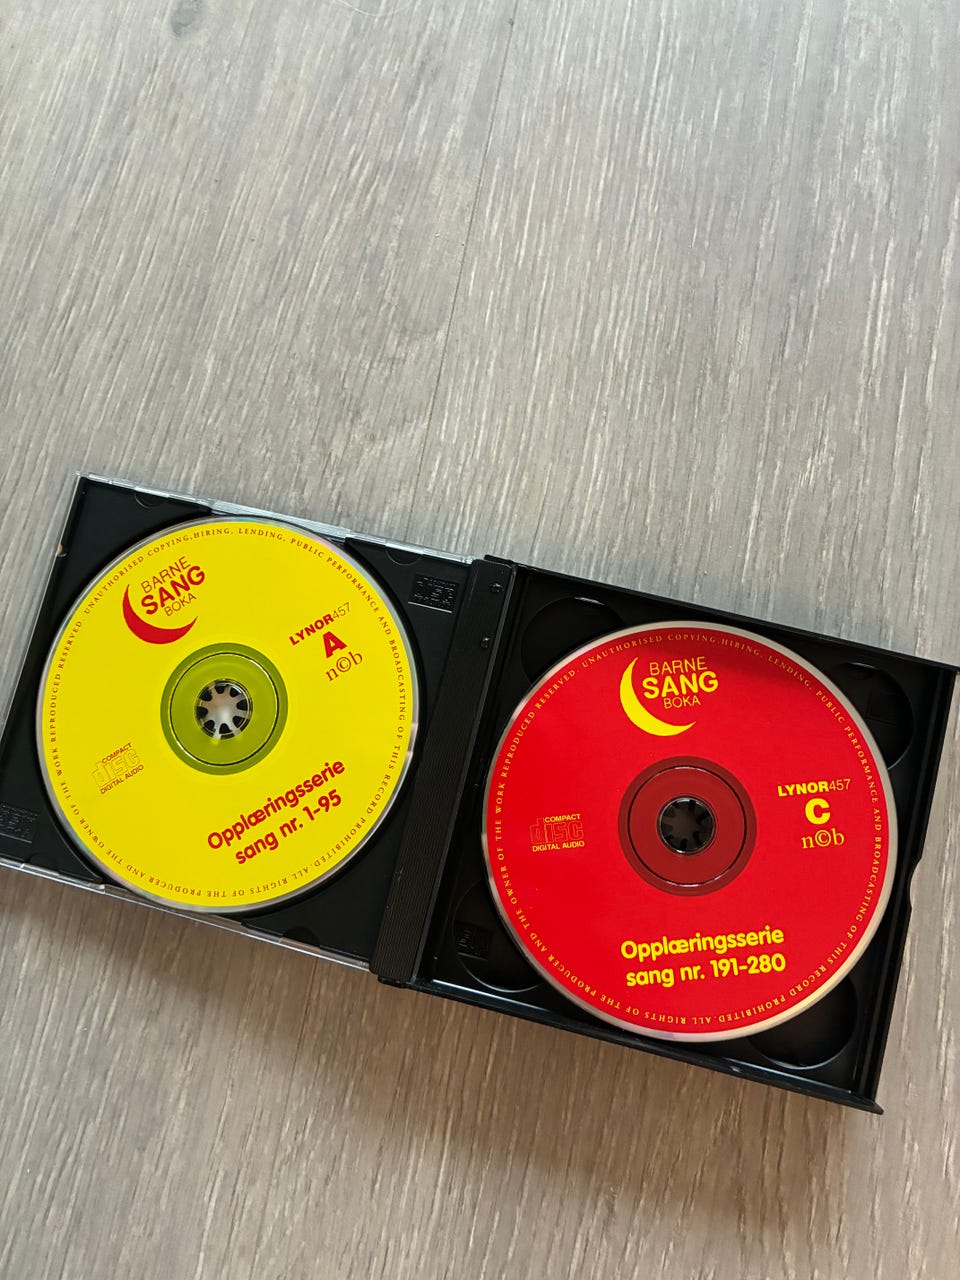 BARNE
SANG
BOKA
LYNOR457
A
n©b
COMPACT
disc
DIGITAL AUDIO
Opplæringsserie
sang nr. 1-95
UNAUTHORISED COPYING,HIRING, LENDING, PUBLIC PERFORMANCE AND BROADCASTING OF THIS RECORD PROHIBITED.ALL RIGHTS OF THE PRODUCER AND THE OWNER OF THE WORK REPRODUCED RESERVED.
BARNE
SANG
BOKA
LYNOR457
C
n©b
COMPACT
disc
DIGITAL AUDIO
Opplæringsserie
sang nr. 191-280
UNAUTHORISED COPYING,HIRING, LENDING, PUBLIC PERFORMANCE AND BROADCASTING OF THIS RECORD PROHIBITED.ALL RIGHTS OF THE PRODUCER AND THE OWNER OF THE WORK REPRODUCED RESERVED.